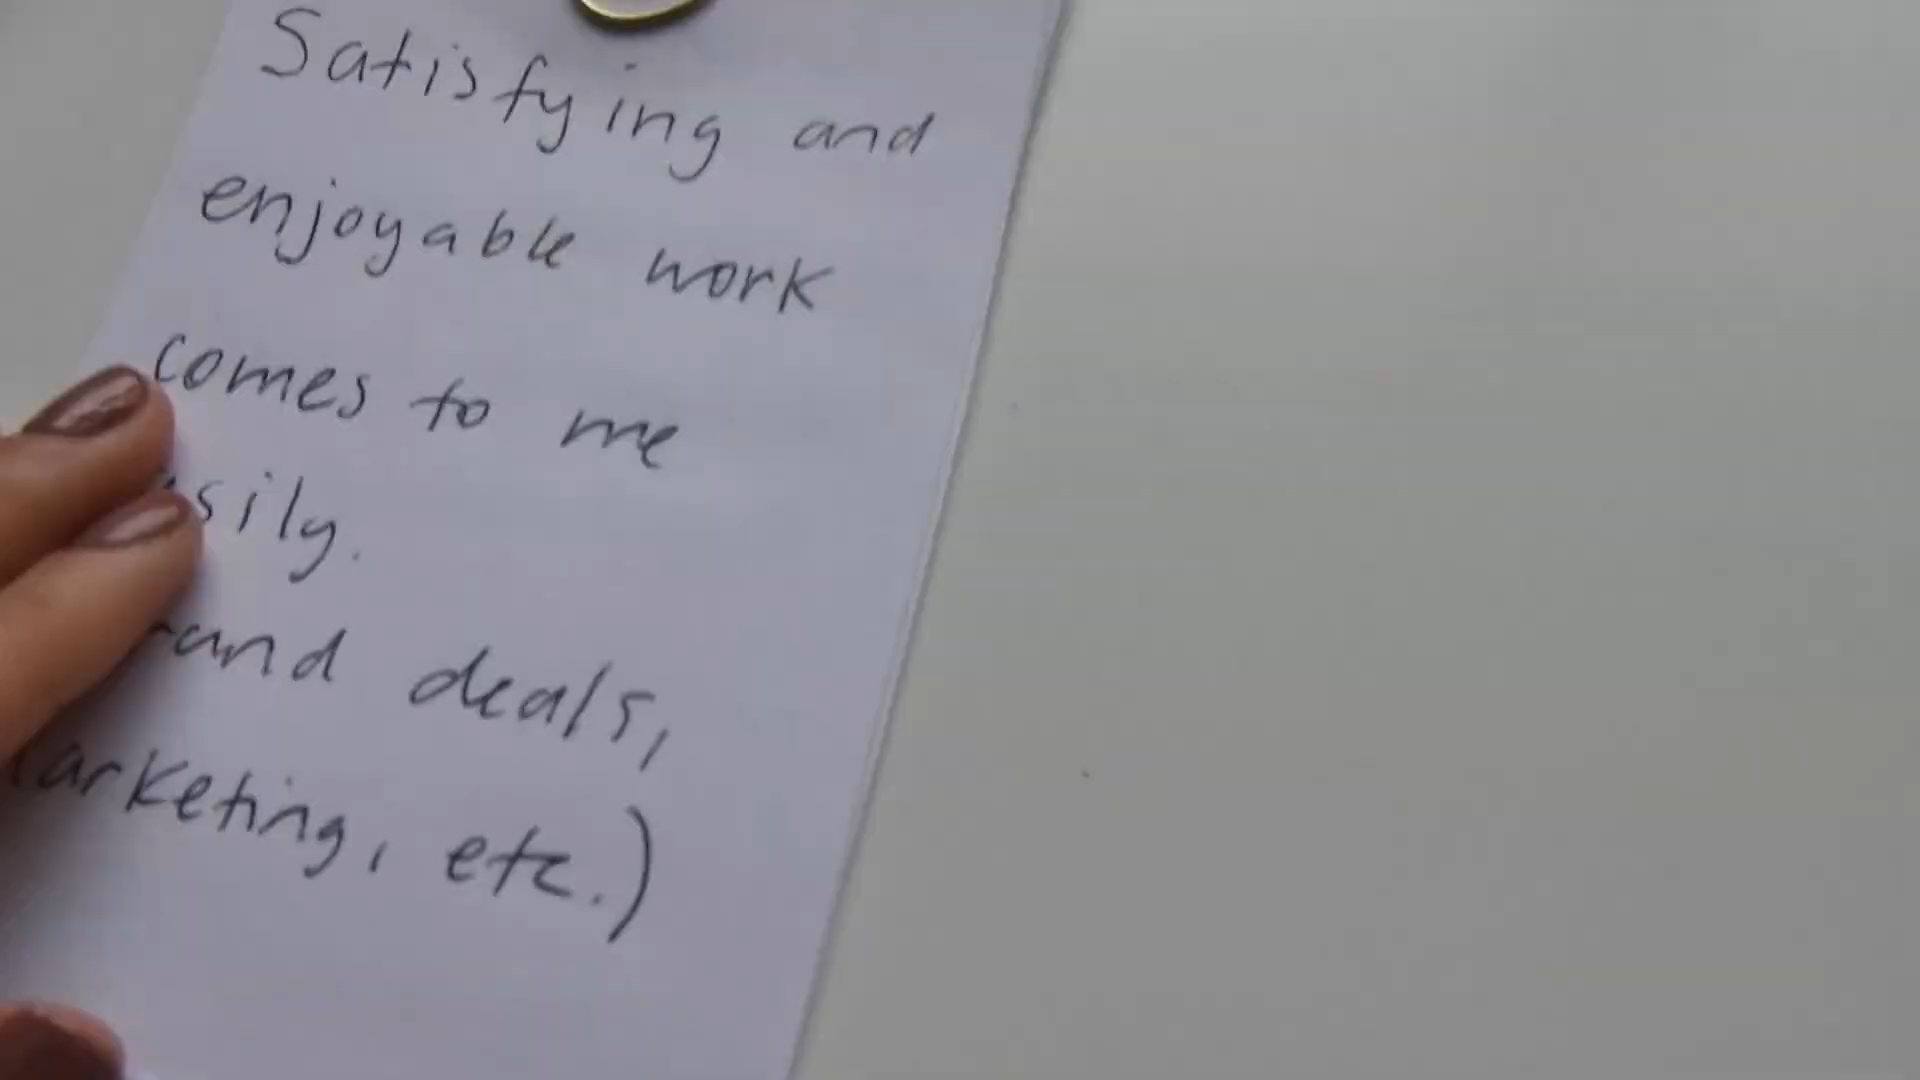 Satisfying and
enjoyable work
comes to me
sily.
and deals,
arketing, etc.)